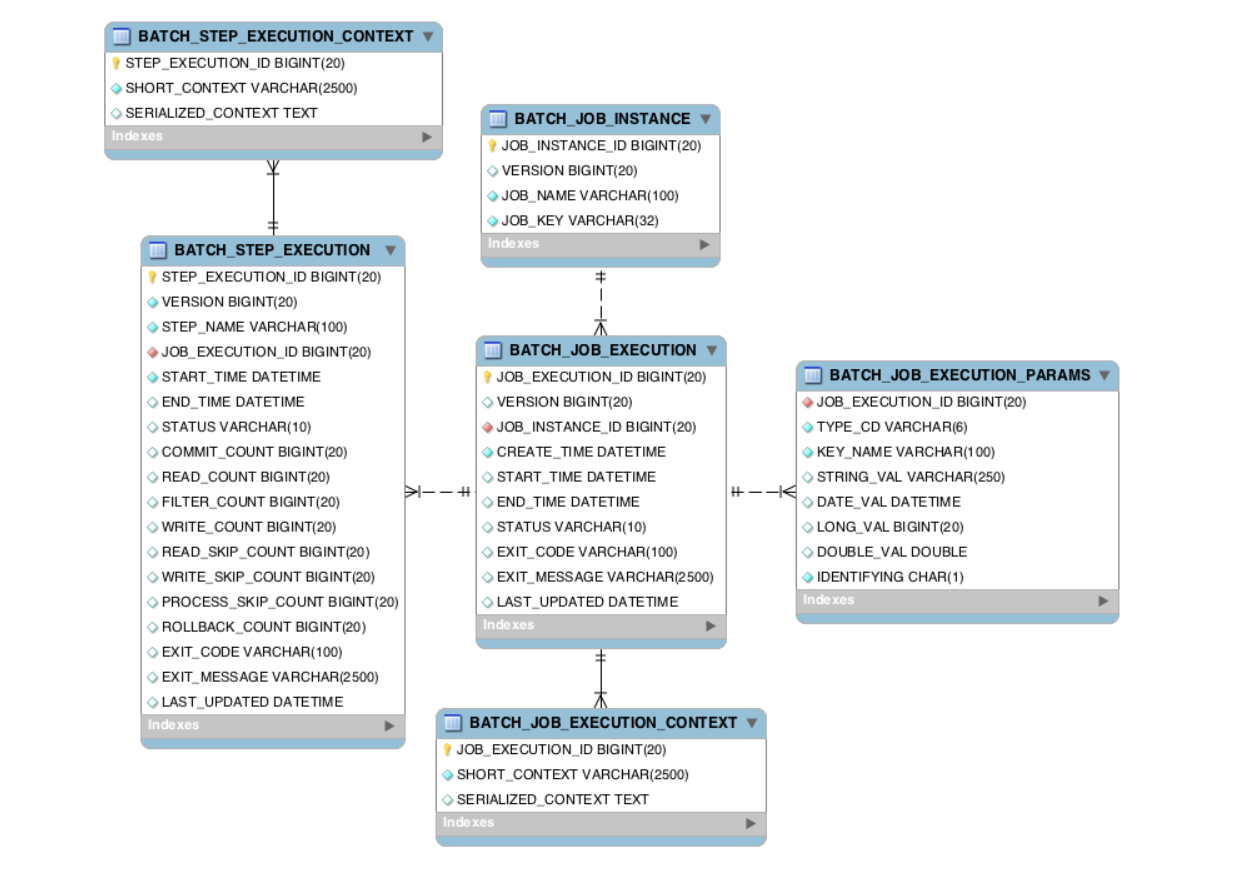 BATCH_STEP_EXECUTION_CONTEXT
STEP_EXECUTION_ID BIGINT(20)
SHORT_CONTEXT VARCHAR(2500)
SERIALIZED_CONTEXT TEXT
Indexes
BATCH_JOB_INSTANCE
JOB_INSTANCE_ID BIGINT(20)
VERSION BIGINT(20)
JOB_NAME VARCHAR(100)
JOB_KEY VARCHAR(32)
Indexes
BATCH_STEP_EXECUTION
STEP_EXECUTION_ID BIGINT(20)
VERSION BIGINT(20)
STEP_NAME VARCHAR(100)
JOB_EXECUTION_ID BIGINT(20)
START_TIME DATETIME
END_TIME DATETIME
STATUS VARCHAR(10)
COMMIT_COUNT BIGINT(20)
READ_COUNT BIGINT(20)
FILTER_COUNT BIGINT(20)
WRITE_COUNT BIGINT(20)
READ_SKIP_COUNT BIGINT(20)
WRITE_SKIP_COUNT BIGINT(20)
PROCESS_SKIP_COUNT BIGINT(20)
ROLLBACK_COUNT BIGINT(20)
EXIT_CODE VARCHAR(100)
EXIT_MESSAGE VARCHAR(2500)
LAST_UPDATED DATETIME
Indexes
BATCH_JOB_EXECUTION
JOB_EXECUTION_ID BIGINT(20)
VERSION BIGINT(20)
JOB_INSTANCE_ID BIGINT(20)
CREATE_TIME DATETIME
START_TIME DATETIME
END_TIME DATETIME
STATUS VARCHAR(10)
EXIT_CODE VARCHAR(100)
EXIT_MESSAGE VARCHAR(2500)
LAST_UPDATED DATETIME
Indexes
BATCH_JOB_EXECUTION_PARAMS
JOB_EXECUTION_ID BIGINT(20)
TYPE_CD VARCHAR(6)
KEY_NAME VARCHAR(100)
STRING_VAL VARCHAR(250)
DATE_VAL DATETIME
LONG_VAL BIGINT(20)
DOUBLE_VAL DOUBLE
IDENTIFYING CHAR(1)
Indexes
BATCH_JOB_EXECUTION_CONTEXT
JOB_EXECUTION_ID BIGINT(20)
SHORT_CONTEXT VARCHAR(2500)
SERIALIZED_CONTEXT TEXT
Indexes